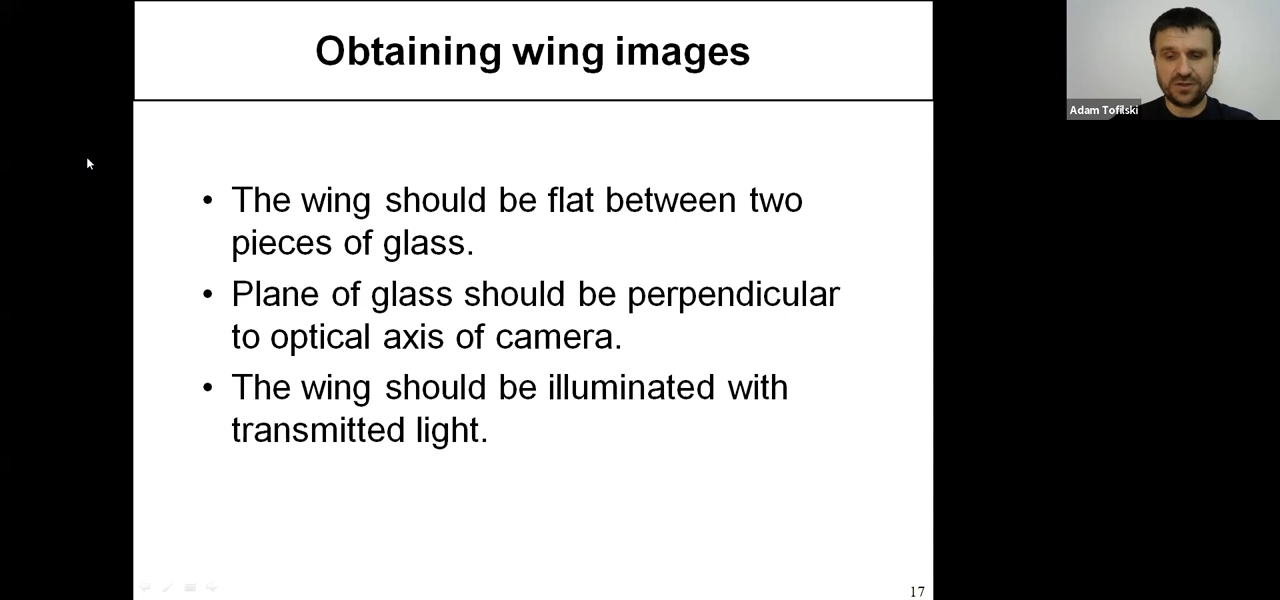 Obtaining wing images
Adam Tofilski
• The wing should be flat between two
pieces of glass.
• Plane of glass should be perpendicular
to optical axis of camera.
• The wing should be illuminated with
transmitted light.
17